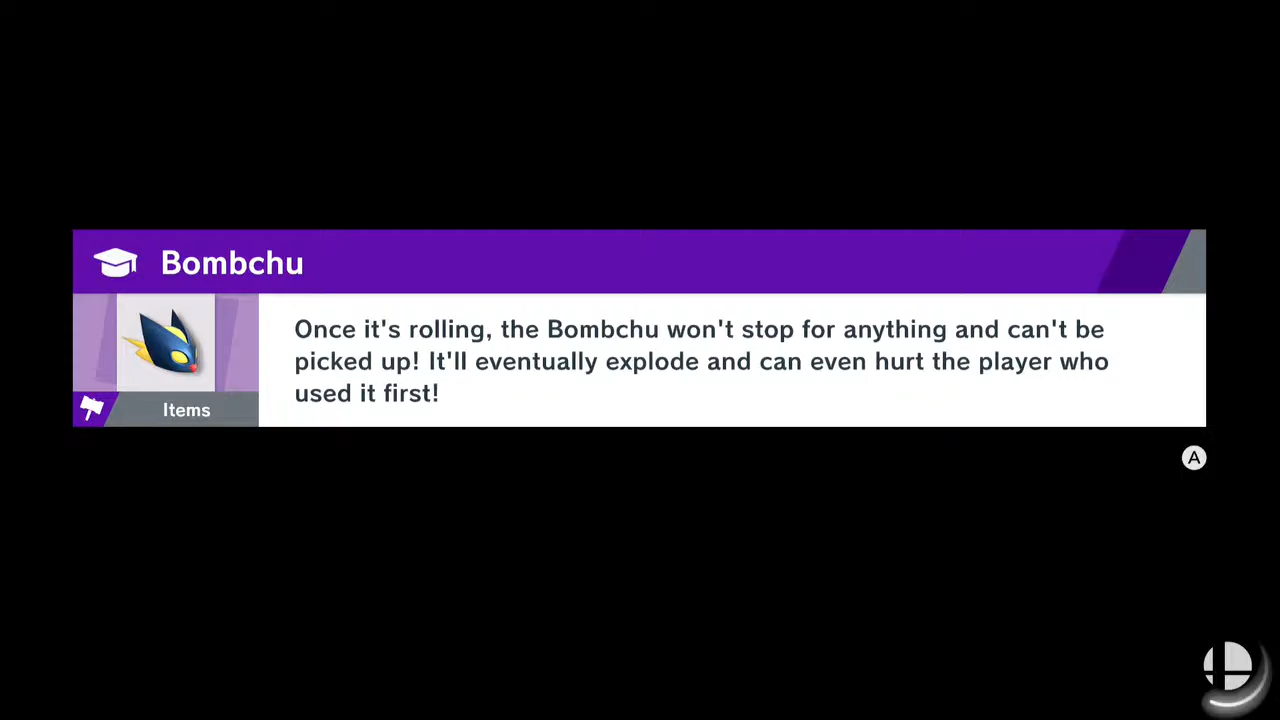 Bombchu
Once it's rolling, the Bombchu won't stop for anything and can't be
picked up! It'll eventually explode and can even hurt the player who
used it first!
Items
A